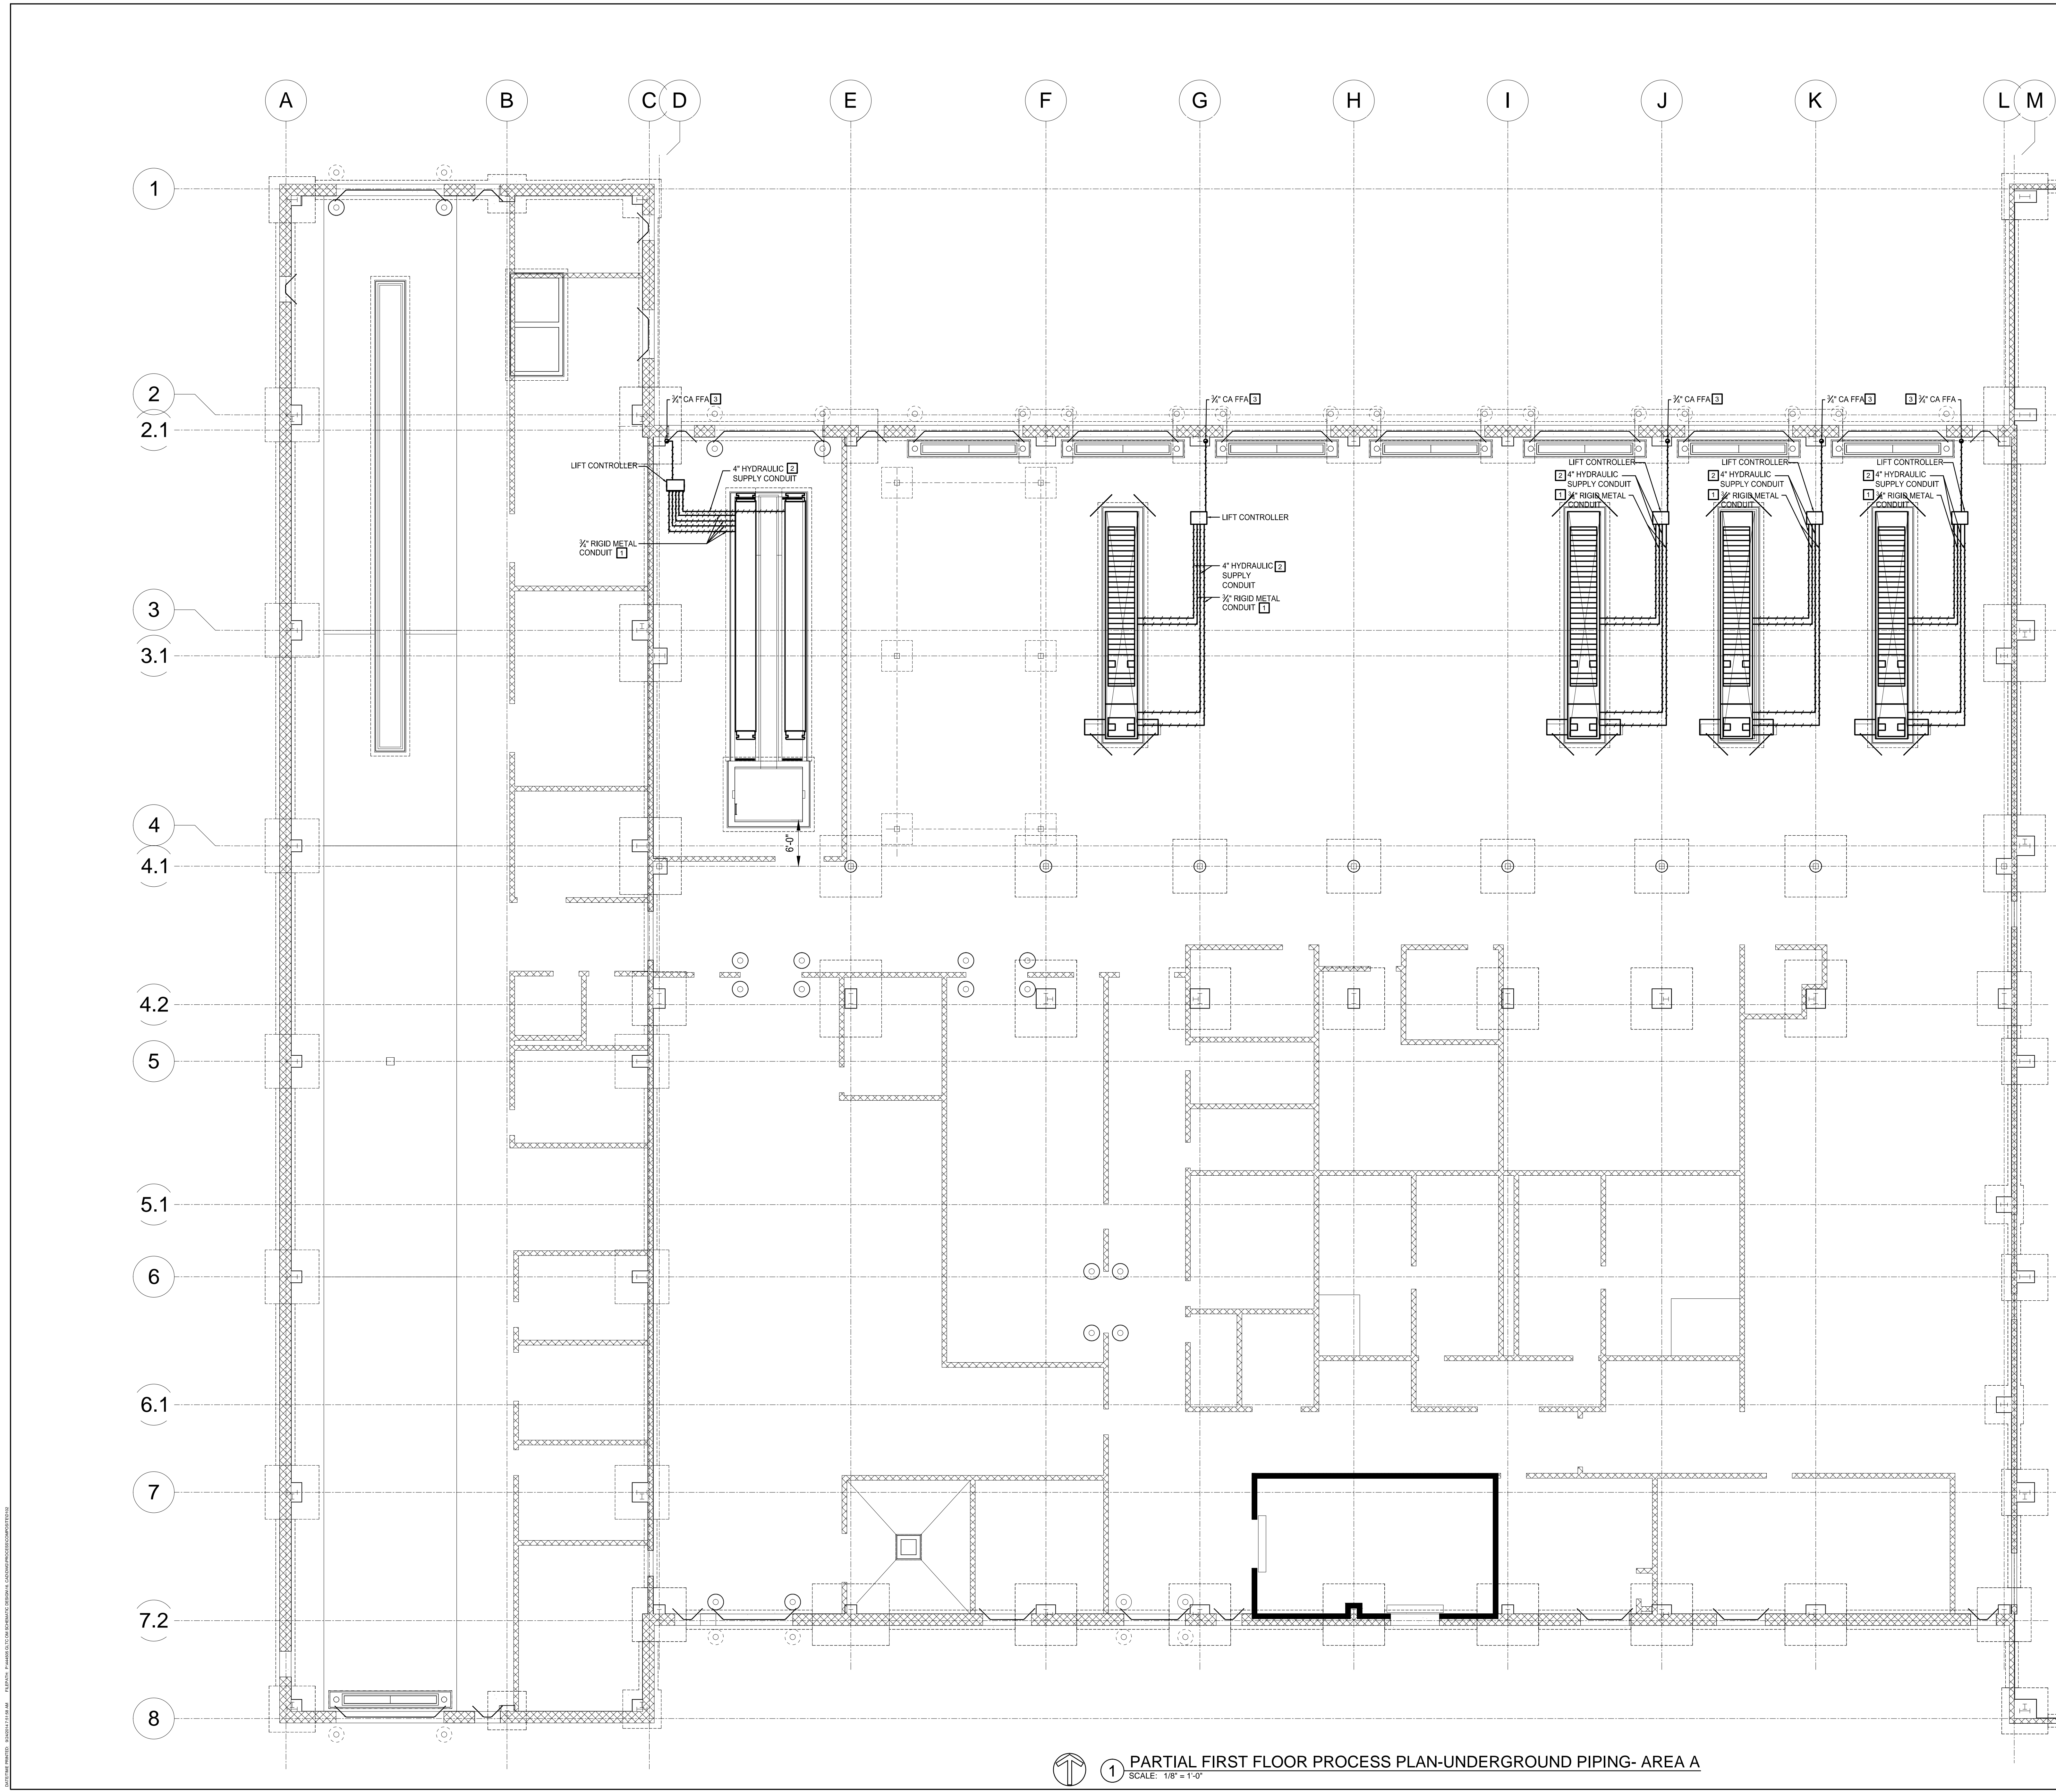 A B C D E F G H I J K L M
1
2
2.1
3
3.1
4
4.1
4.2
5
5.1
6
6.1
7
7.2
8
¾" CA FFA 3
¾" CA FFA 3
¾" CA FFA 3
¾" CA FFA 3
3 ¾" CA FFA
LIFT CONTROLLER
4" HYDRAULIC 2
SUPPLY CONDUIT
¾" RIGID METAL
CONDUIT 1
6'-0"
LIFT CONTROLLER
4" HYDRAULIC 2
SUPPLY
CONDUIT
¾" RIGID METAL
CONDUIT 1
LIFT CONTROLLER
2 4" HYDRAULIC
SUPPLY CONDUIT
1 ¾" RIGID METAL
CONDUIT
LIFT CONTROLLER
2 4" HYDRAULIC
SUPPLY CONDUIT
1 ¾" RIGID METAL
CONDUIT
LIFT CONTROLLER
2 4" HYDRAULIC
SUPPLY CONDUIT
1 ¾" RIGID METAL
CONDUIT
1 PARTIAL FIRST FLOOR PROCESS PLAN-UNDERGROUND PIPING- AREA A
SCALE: 1/8" = 1'-0"